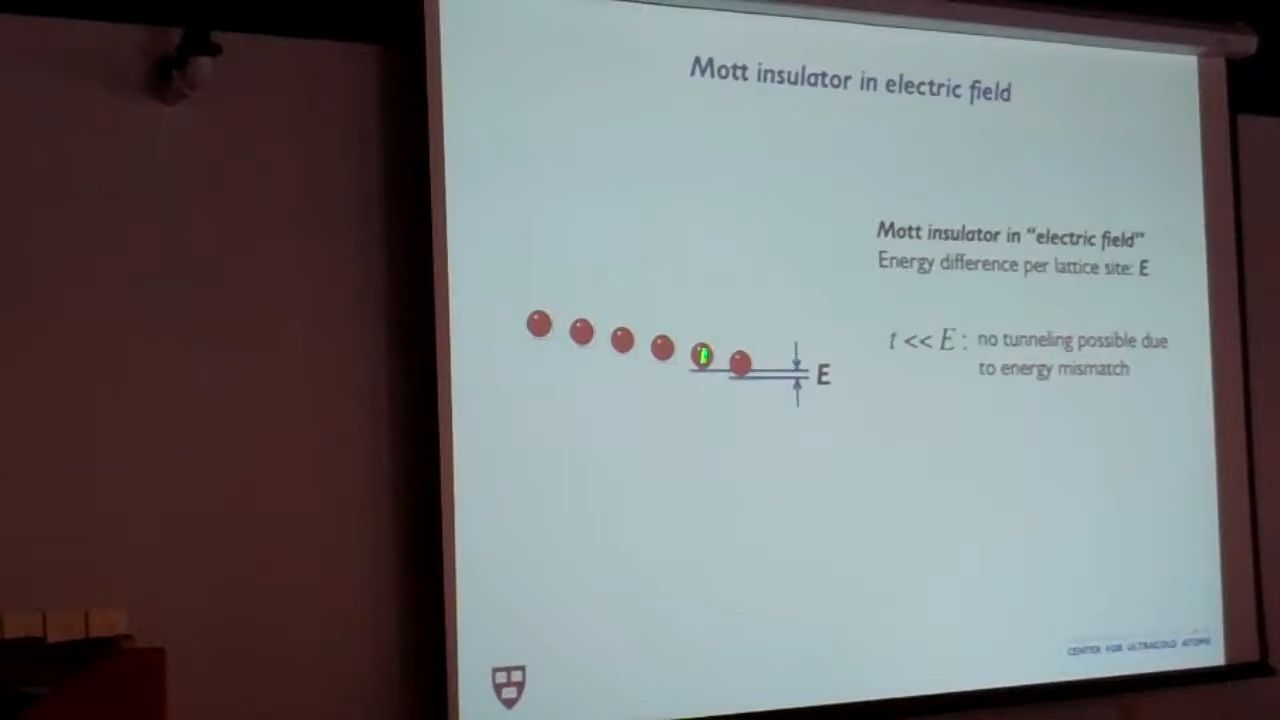 Mott insulator in electric field
Mott insulator in “electric field”
Energy difference per lattice site: E
t << E : no tunneling possible due
to energy mismatch
E
CENTER FOR ULTRACOLD ATOMS